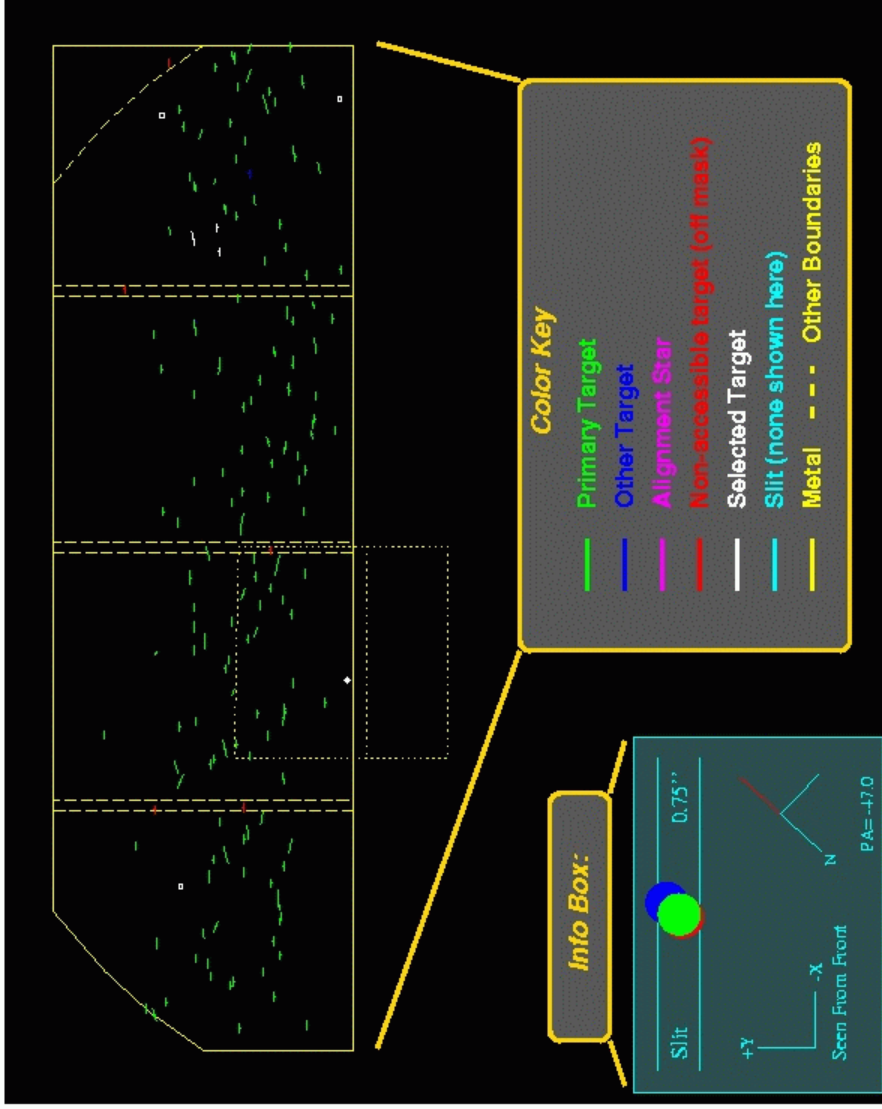 Color Key
Primary Target
Other Target
Alignment Star
Non-accessible target (off mask)
Selected Target
Slit (none shown here)
Metal Other Boundaries
Info Box:
Slit 0.75’’
+Y
-X
Seen From Front
N
PA= -47.0